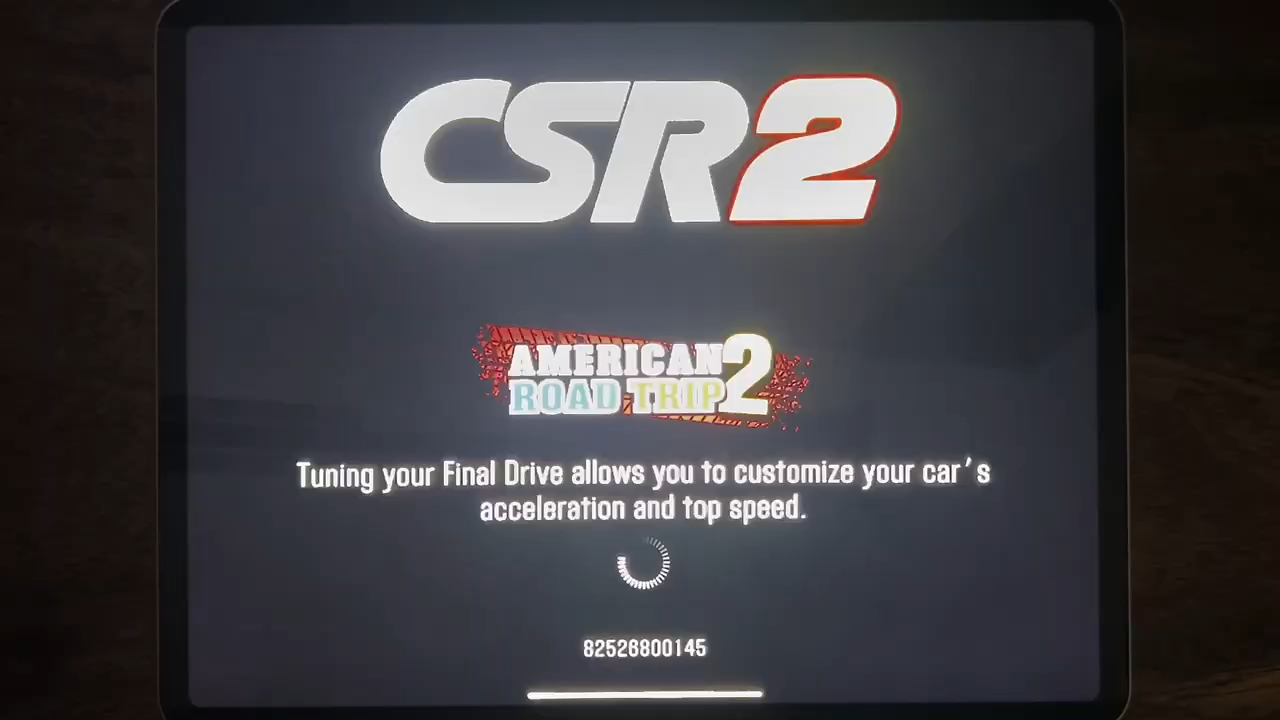 CSR2
AMERICAN 2
ROAD TRIP
Tuning your Final Drive allows you to customize your car's
acceleration and top speed.
82526800145